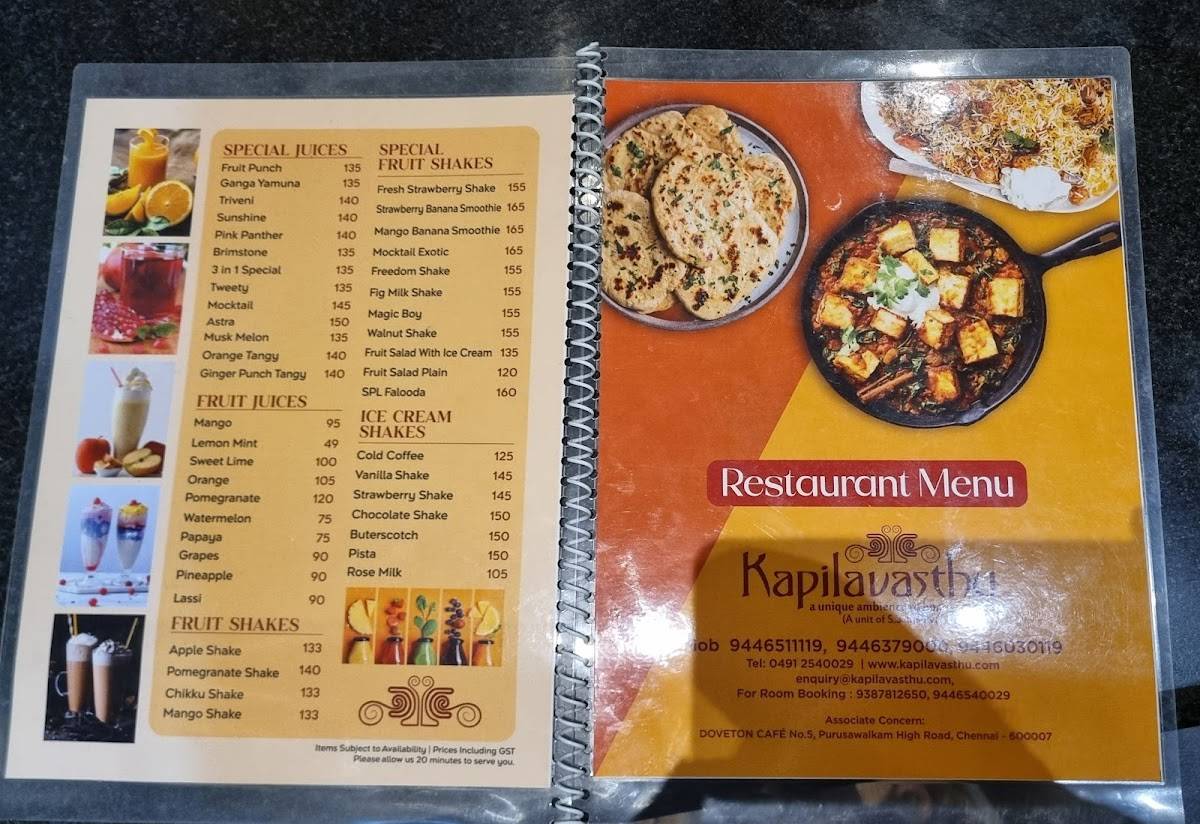 SPECIAL JUICES
Fruit Punch 135
Ganga Yamuna 135
Triveni 140
Sunshine 140
Pink Panther 140
Brimstone 135
3 in 1 Special 135
Tweety 135
Mocktail 145
Astra 150
Musk Melon 135
Orange Tangy 140
Ginger Punch Tangy 140
FRUIT JUICES
Mango 95
Lemon Mint 49
Sweet Lime 100
Orange 105
Pomegranate 120
Watermelon 75
Papaya 75
Grapes 90
Pineapple 90
Lassi 90
FRUIT SHAKES
Apple Shake 133
Pomegranate Shake 140
Chikku Shake 133
Mango Shake 133
SPECIAL
FRUIT SHAKES
Fresh Strawberry Shake 155
Strawberry Banana Smoothie 165
Mango Banana Smoothie 165
Mocktail Exotic 165
Freedom Shake 155
Fig Milk Shake 155
Magic Boy 155
Walnut Shake 155
Fruit Salad With Ice Cream 135
Fruit Salad Plain 120
SPL Falooda 160
ICE CREAM
SHAKES
Cold Coffee 125
Vanilla Shake 145
Strawberry Shake 145
Chocolate Shake 150
Buterscotch 150
Pista 150
Rose Milk 105
Items Subject to Availability | Prices Including GST
Please allow us 20 minutes to serve you.
Restaurant Menu
Kapilavasthu
a unique ambience
(A unit of
9446511119, 9446379000, 9446030119
Tel: 0491 2540029 | www.kapilavasthu.com
enquiry@kapilavasthu.com,
For Room Booking : 9387812650, 9446540029
Associate Concern:
DOVETON CAFÉ No.5, Purusawalkam High Road, Chennai - 600007